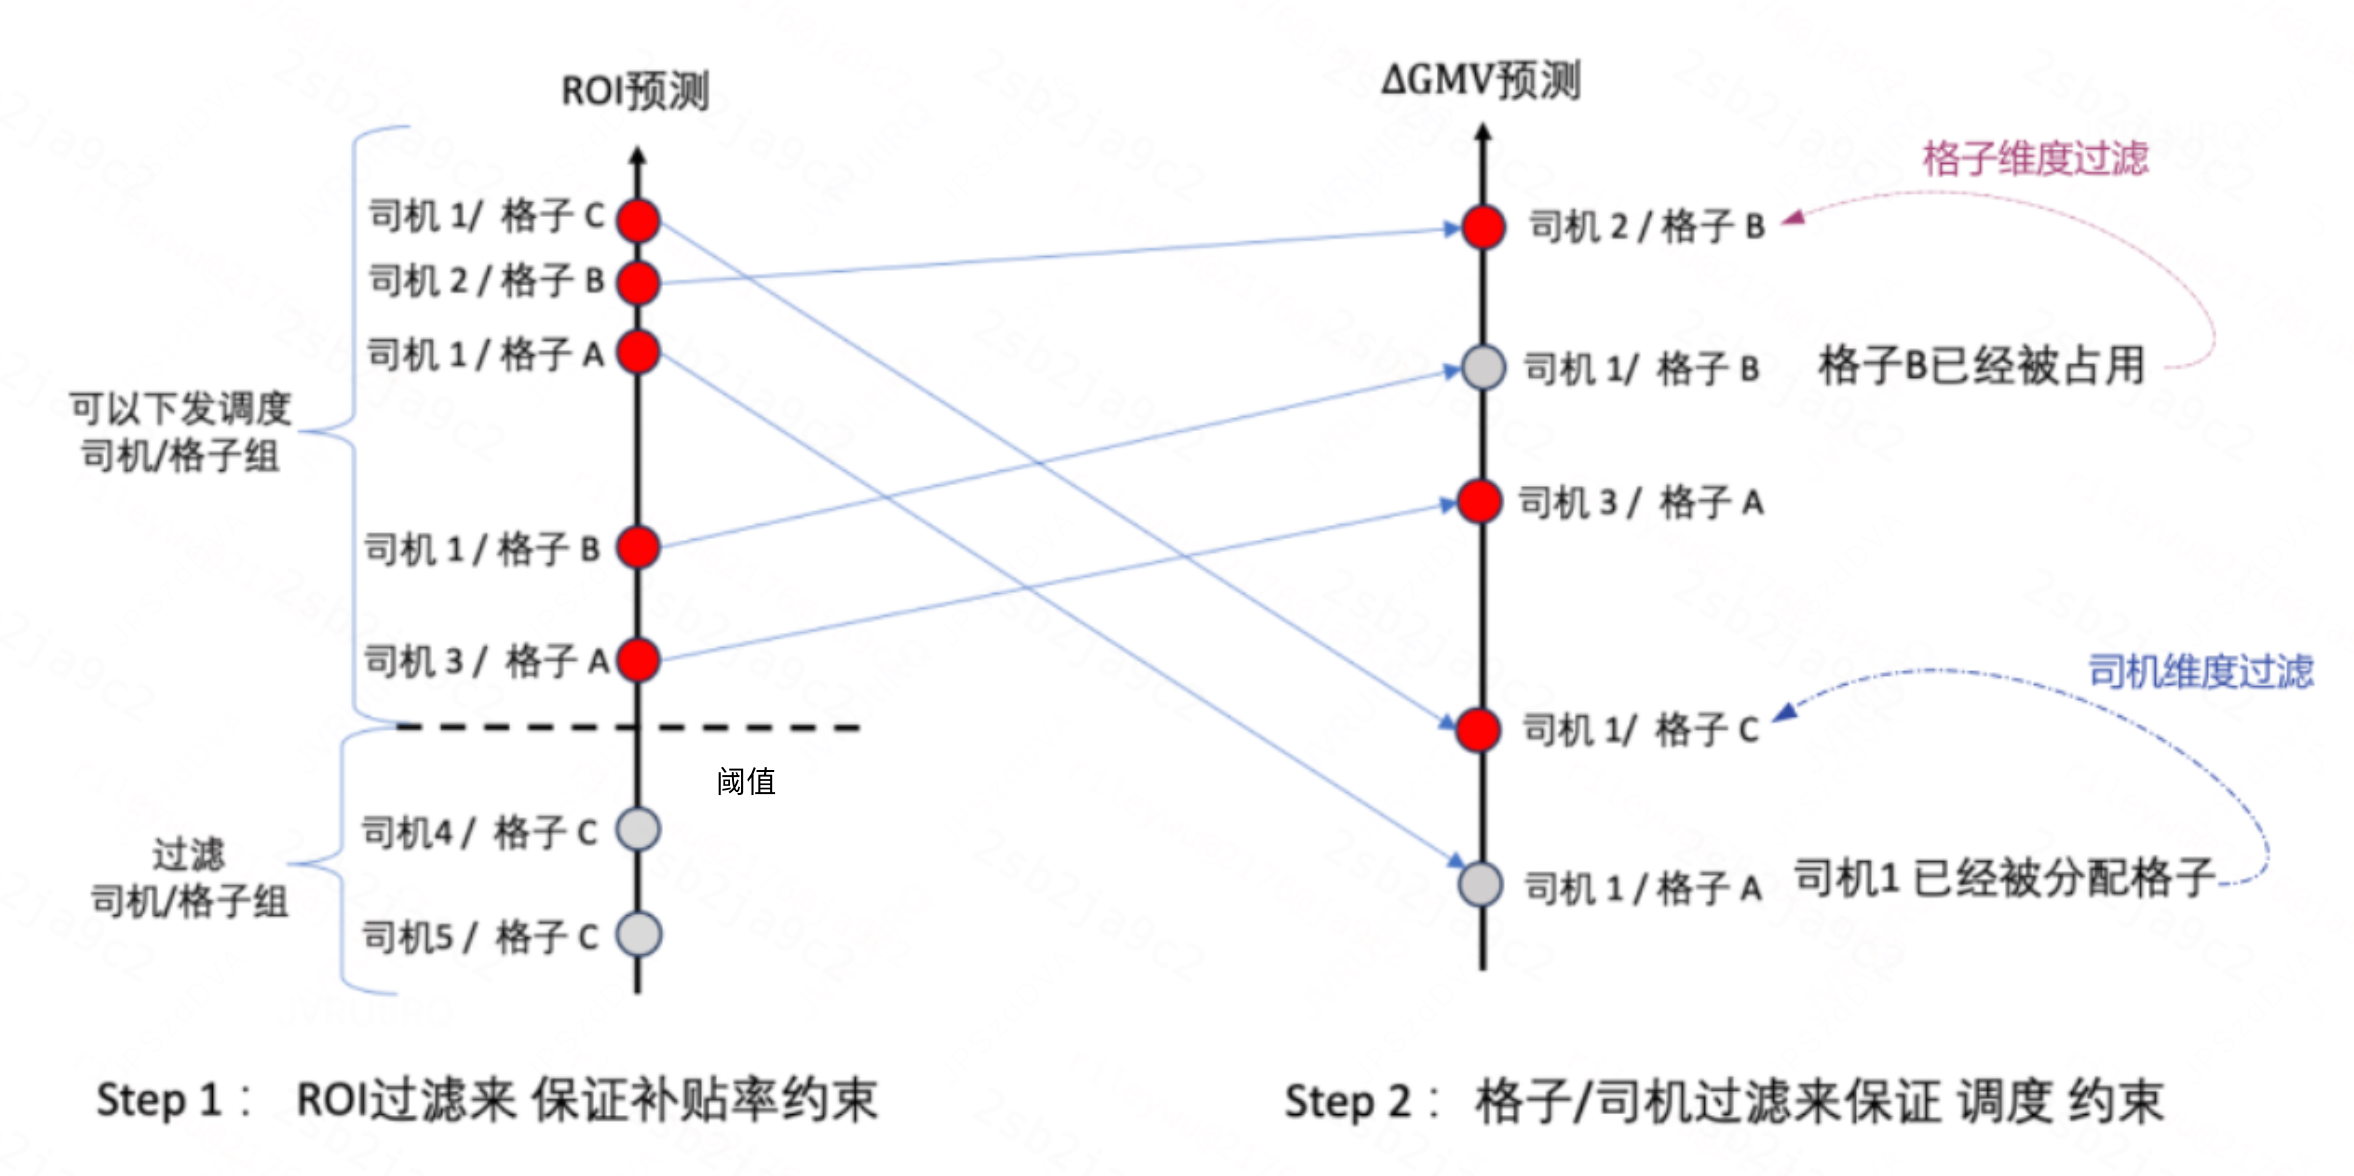 ROI预测
司机 1/ 格子 C
司机 2 / 格子 B
司机 1 / 格子 A
可以下发调度
司机/格子组
司机 1 / 格子 B
司机 3 / 格子 A
阈值
过滤
司机/格子组
司机4 / 格子 C
司机5 / 格子 C
Step 1： ROI过滤来 保证补贴率约束
ΔGMV预测
格子维度过滤
司机 2 / 格子 B
司机 1/ 格子 B
格子B已经被占用
司机 3 / 格子 A
司机维度过滤
司机 1/ 格子 C
司机 1 / 格子 A
司机1 已经被分配格子
Step 2： 格子/司机过滤来保证 调度 约束
2sb2ja9c2